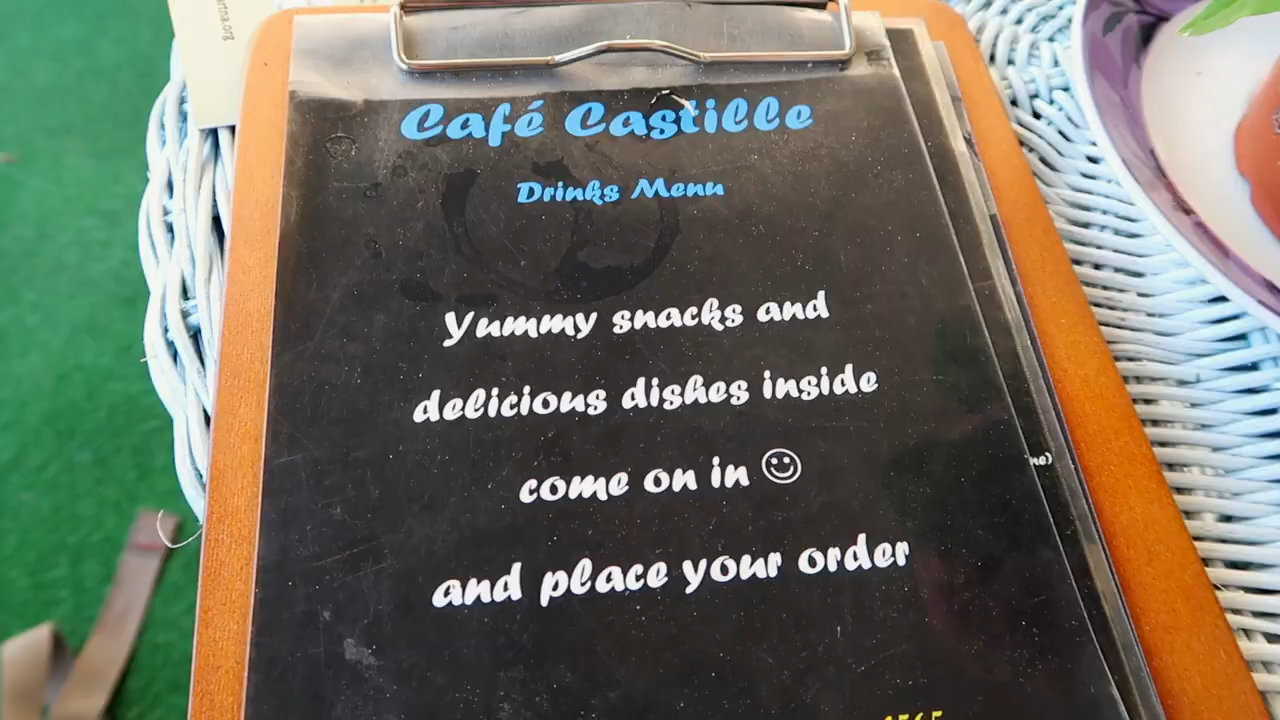 Café Castille
Drinks Menu
Yummy snacks and
delicious dishes inside
come on in ☺
and place your order